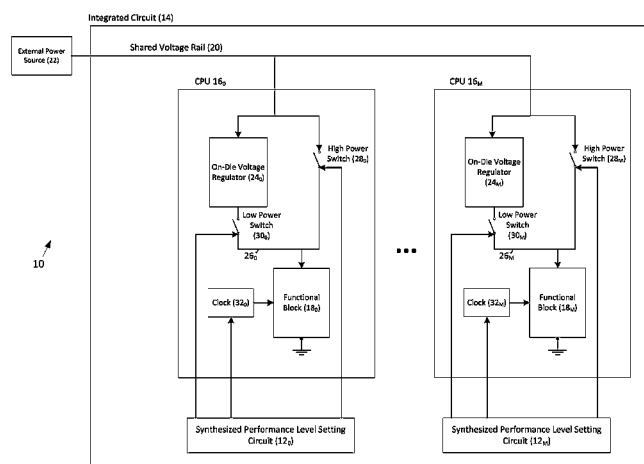 Integrated Circuit (14)
External Power
Source (22)
Shared Voltage Rail (20)
CPU 16₀
CPU 16ₘ
On-Die Voltage
Regulator (24₀)
High Power
Switch (28₀)
Low Power
Switch
(30₀)
26₀
Clock (32₀)
Functional
Block (18₀)
On-Die Voltage
Regulator
(24ₘ)
High Power
Switch (28ₘ)
Low Power
Switch
(30ₘ)
26ₘ
Clock (32ₘ)
Functional
Block (18ₘ)
•••
10
Synthesized Performance Level Setting
Circuit (12₀)
Synthesized Performance Level Setting
Circuit (12ₘ)